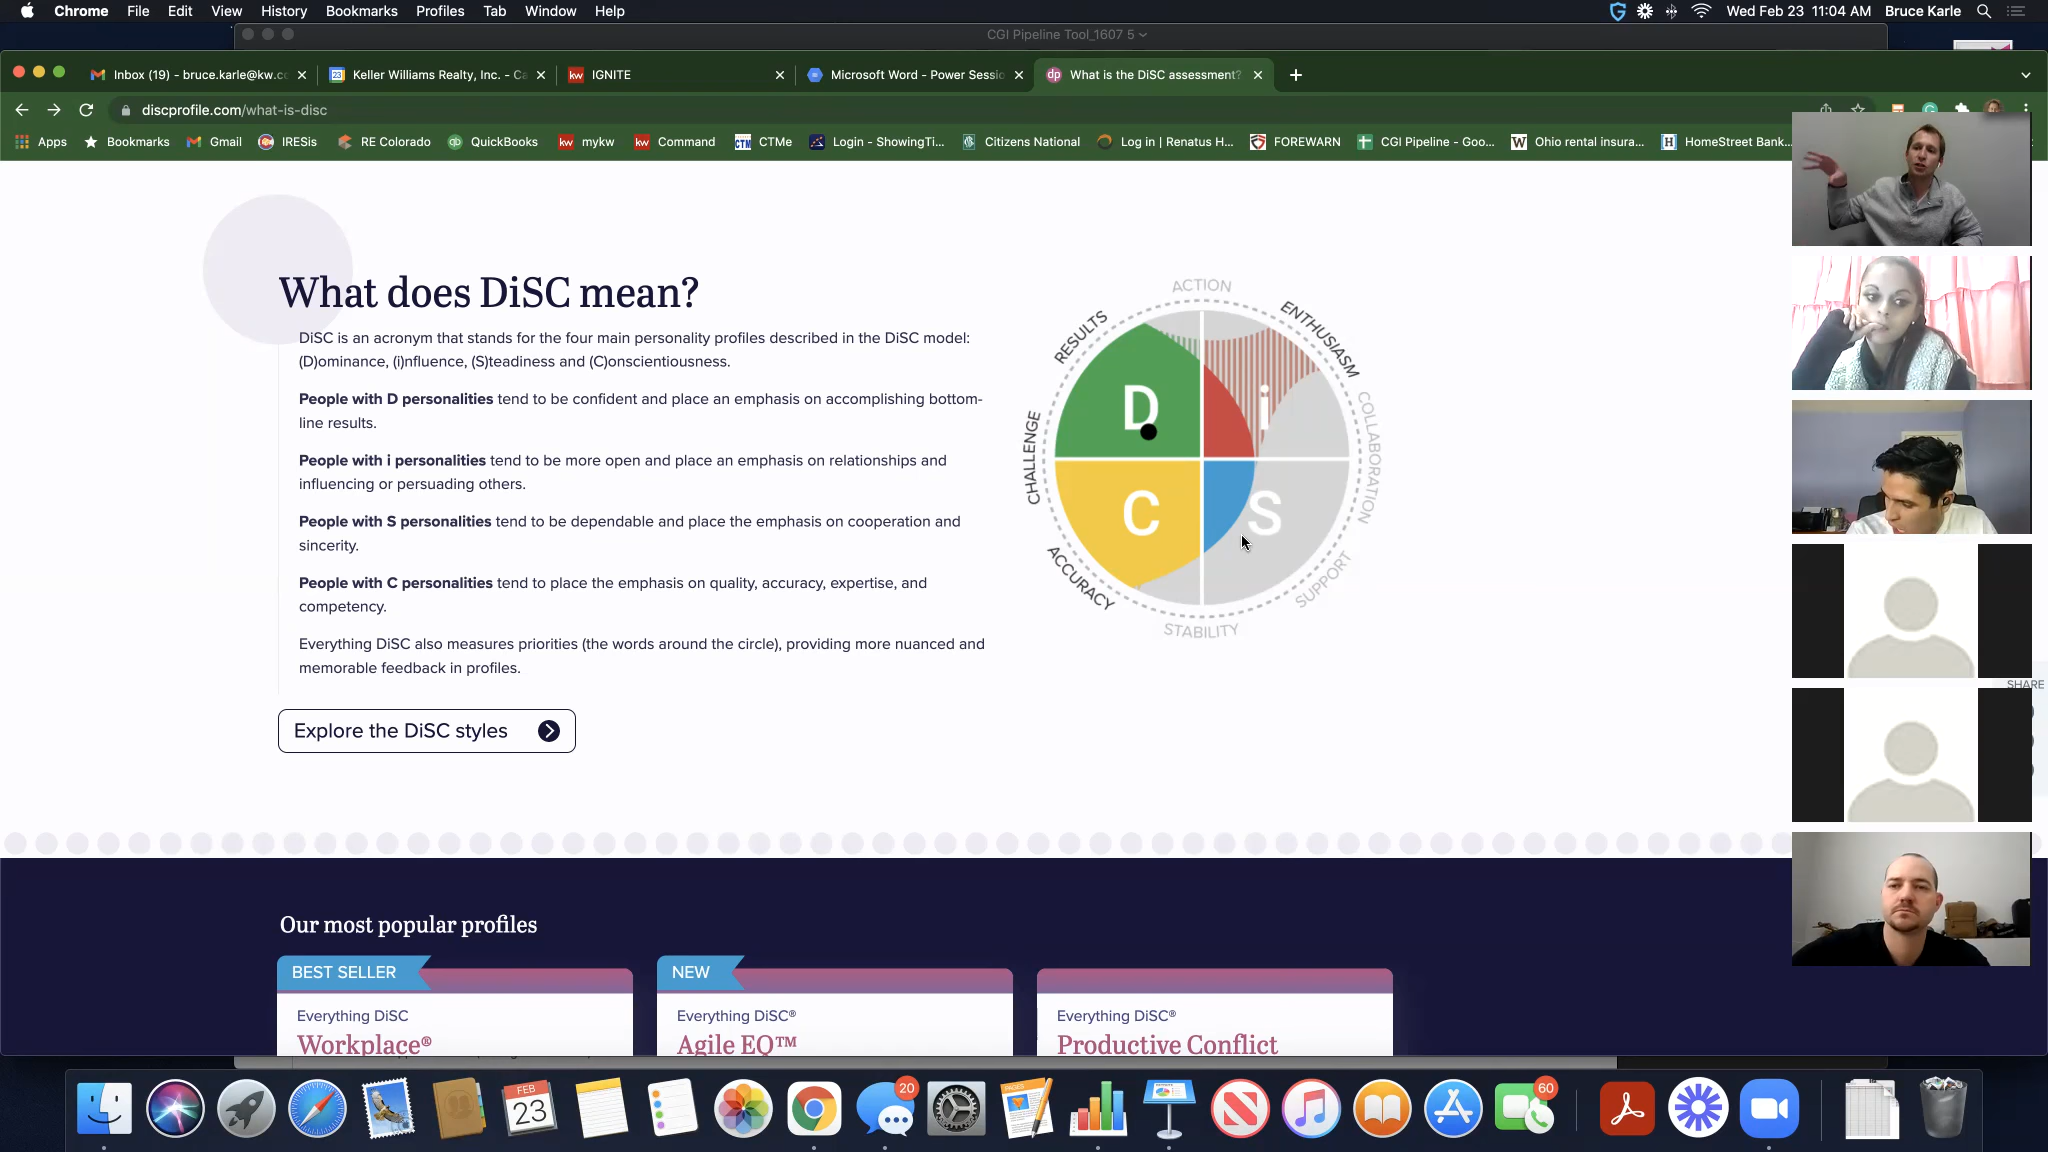 Chrome File Edit View History Bookmarks Profiles Tab Window Help
Wed Feb 23 11:04 AM Bruce Karle
CGI Pipeline Tool_1607 5
Inbox (19) - bruce.karle@kw.c
Keller Williams Realty, Inc. - Ca
IGNITE
Microsoft Word - Power Sessio
What is the DiSC assessment?
discprofile.com/what-is-disc
Apps Bookmarks Gmail IRESis RE Colorado QuickBooks mykw Command CTMe Login - ShowingTi... Citizens National Log in | Renatus H... FOREWARN CGI Pipeline - Goo... Ohio rental insura... HomeStreet Bank...
What does DiSC mean?
DiSC is an acronym that stands for the four main personality profiles described in the DiSC model:
(D)ominance, (i)nfluence, (S)teadiness and (C)onscientiousness.
People with D personalities tend to be confident and place an emphasis on accomplishing bottom-
line results.
People with i personalities tend to be more open and place an emphasis on relationships and
influencing or persuading others.
People with S personalities tend to be dependable and place the emphasis on cooperation and
sincerity.
People with C personalities tend to place the emphasis on quality, accuracy, expertise, and
competency.
Everything DiSC also measures priorities (the words around the circle), providing more nuanced and
memorable feedback in profiles.
Explore the DiSC styles
ACTION
RESULTS
ENTHUSIASM
CHALLENGE
COLLABORATION
D i
C S
ACCURACY
SUPPORT
STABILITY
SHARE
Our most popular profiles
BEST SELLER
Everything DiSC
Workplace®
NEW
Everything DiSC®
Agile EQ™
Everything DiSC®
Productive Conflict
FEB
23
20
PAGES
60